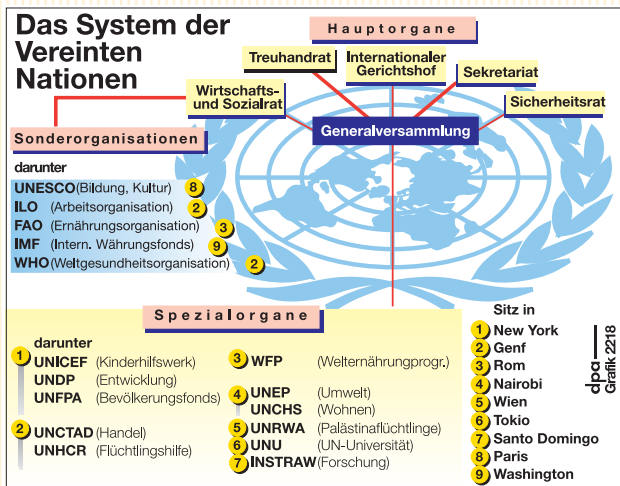 Das System der
Vereinten
Nationen
Hauptorgane
Treuhandrat
Internationaler
Gerichtshof
Sekretariat
Wirtschafts-
und Sozialrat
Sicherheitsrat
Generalversammlung
Sonderorganisationen
darunter
UNESCO (Bildung, Kultur) 8
ILO (Arbeitsorganisation) 2
FAO (Ernährungsorganisation) 3
IMF (Intern. Währungsfonds) 9
WHO (Weltgesundheitsorganisation) 2
Spezialorgane
darunter
1 UNICEF (Kinderhilfswerk)
UNDP (Entwicklung)
UNFPA (Bevölkerungsfonds)
2 UNCTAD (Handel)
UNHCR (Flüchtlingshilfe)
3 WFP (Welternährungprogr.)
4 UNEP (Umwelt)
UNCHS (Wohnen)
5 UNRWA (Palästinaflüchtlinge)
6 UNU (UN-Universität)
7 INSTRAW (Forschung)
Sitz in
1 New York
2 Genf
3 Rom
4 Nairobi
5 Wien
6 Tokio
7 Santo Domingo
8 Paris
9 Washington
dpa
Grafik 2218